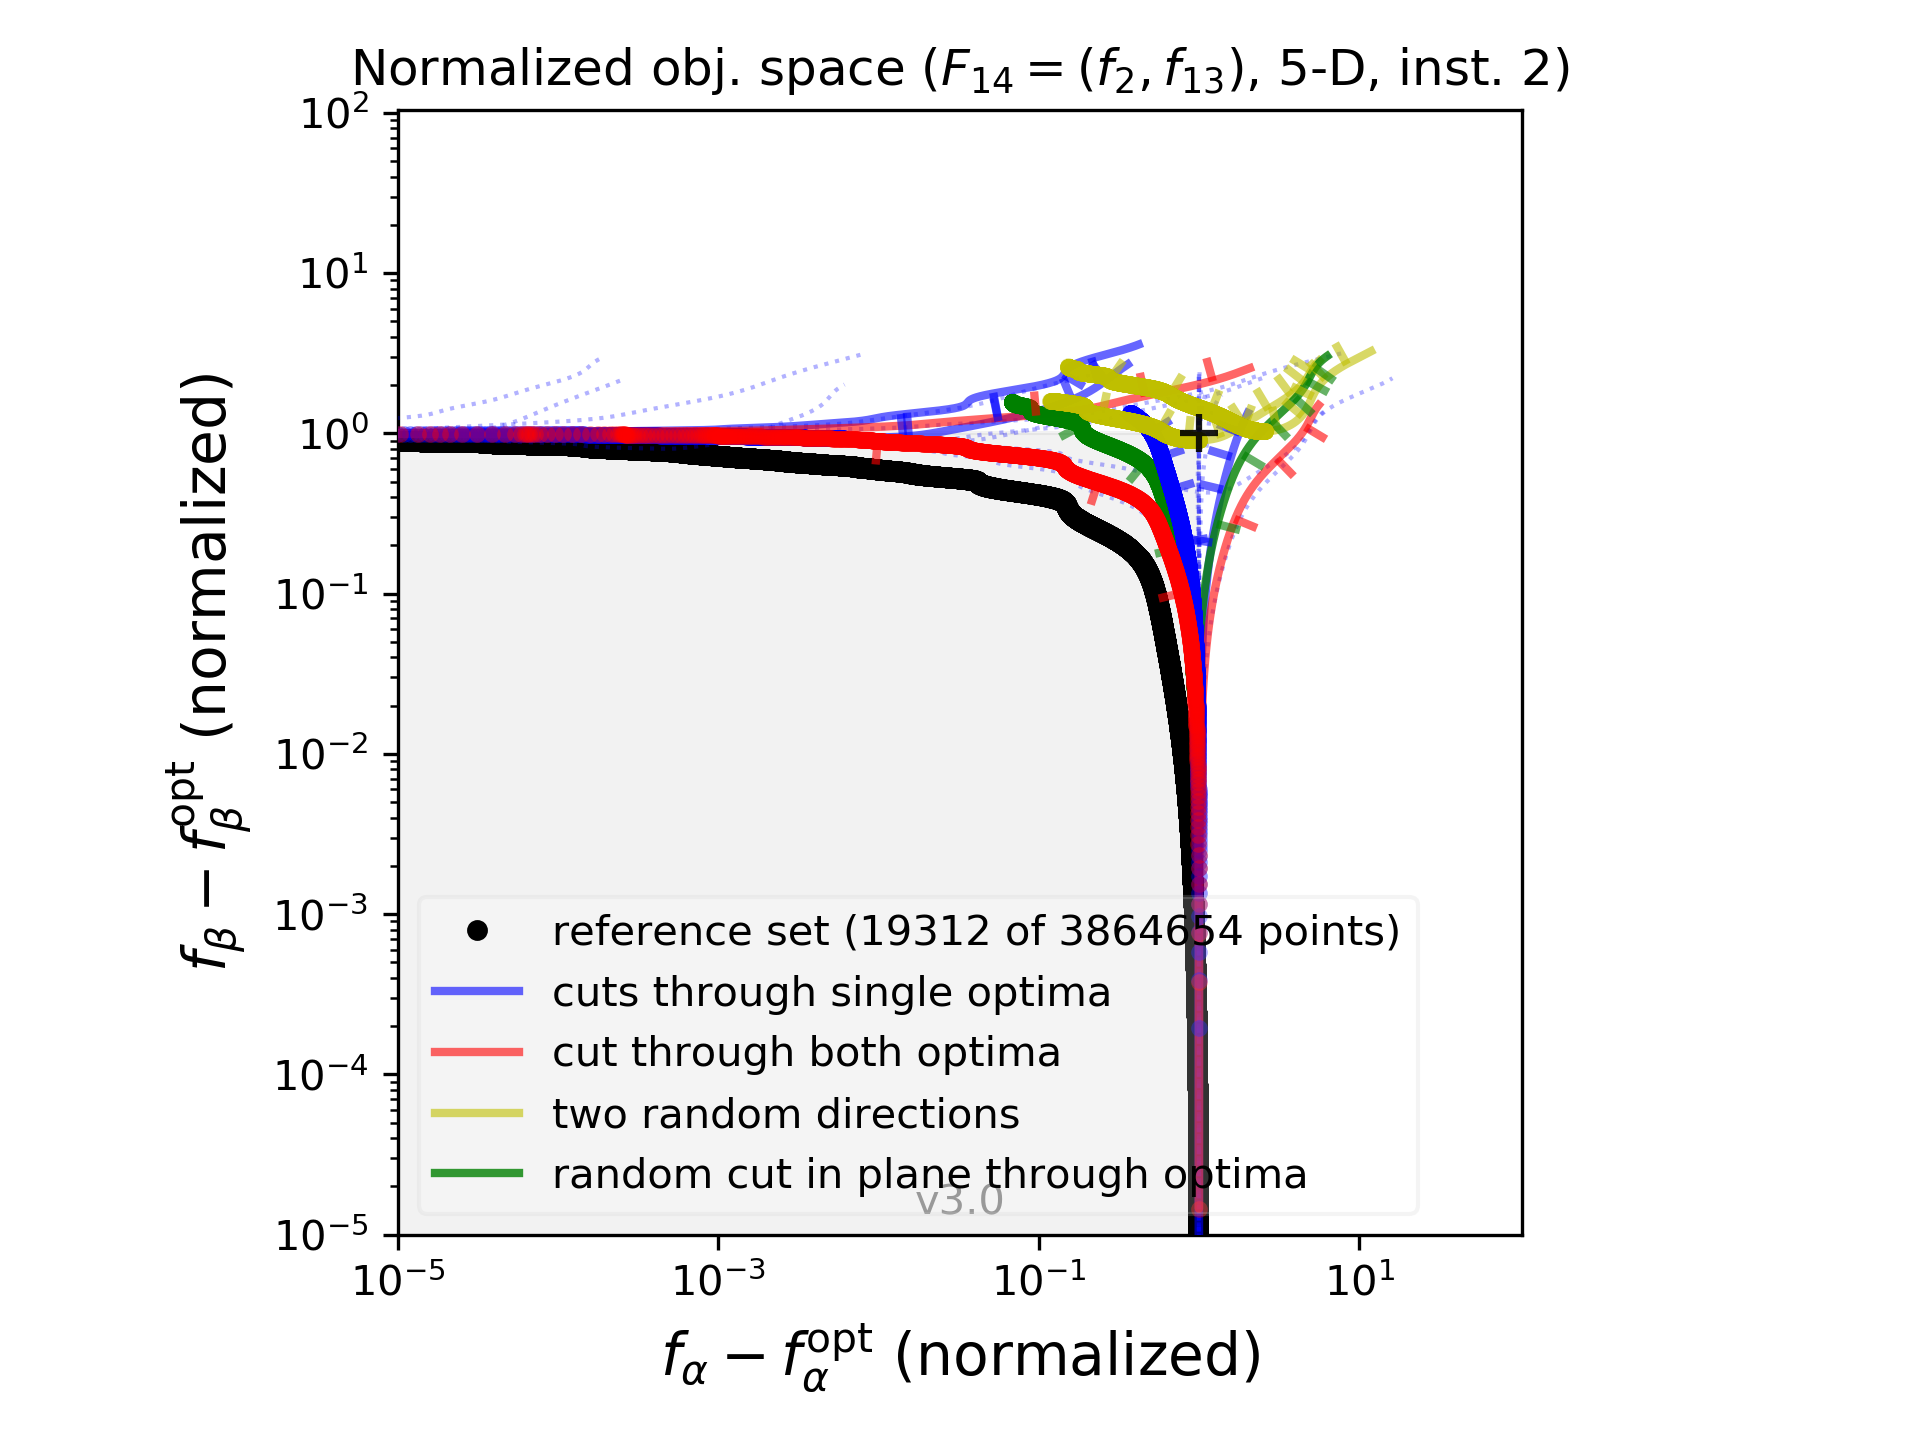 Normalized obj. space (F₁₄ = (f₂, f₁₃), 5-D, inst. 2)
10²
10¹
10⁰
10⁻¹
10⁻²
10⁻³
10⁻⁴
10⁻⁵
f_β − f_β^opt (normalized)
reference set (19312 of 3864654 points)
cuts through single optima
cut through both optima
two random directions
random cut in plane through optima
v3.0
10⁻⁵ 10⁻³ 10⁻¹ 10¹
f_α − f_α^opt (normalized)